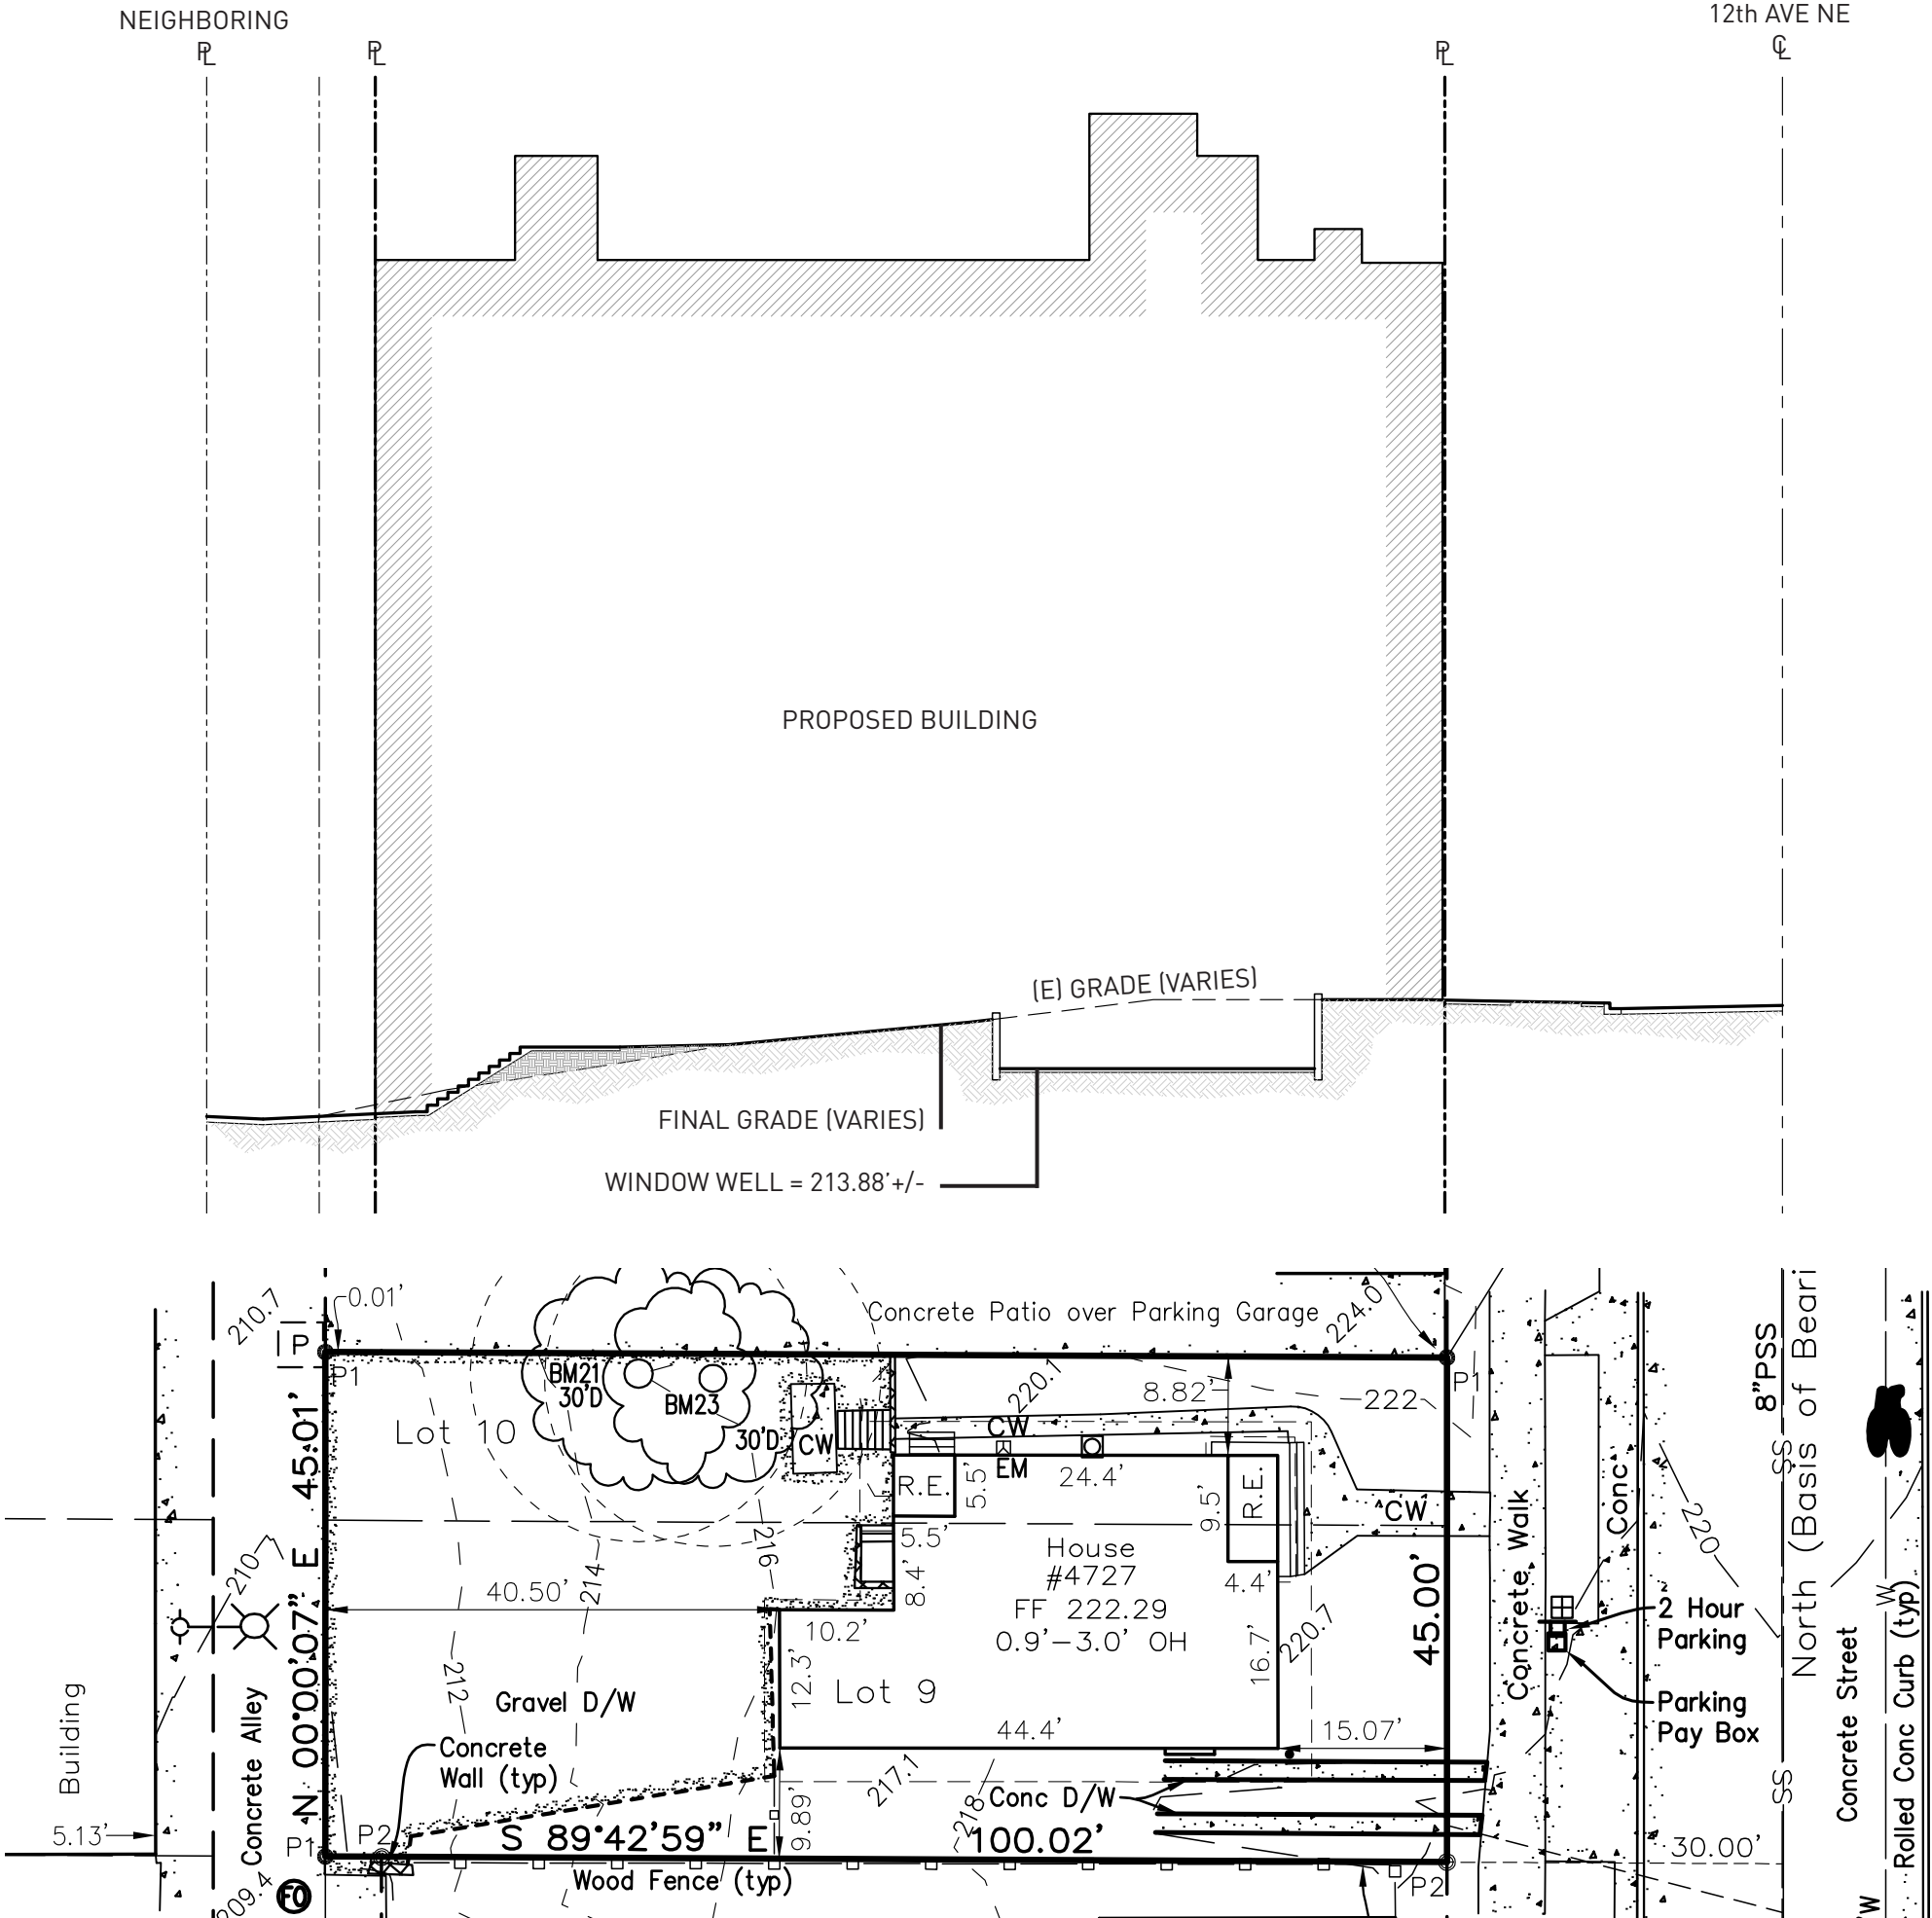 NEIGHBORING
12th AVE NE
PL
PL
PL
CL
(E) GRADE (VARIES)
PROPOSED BUILDING
FINAL GRADE (VARIES)
WINDOW WELL = 213.88'+/-
210.7
0.01'
P
P1
Concrete Patio over Parking Garage
224.0
P1
BM21
30'D
BM23
30'D
Lot 10
CW
CW
EM
220.1
8.82'
222
R.E.
5.5'
5.5'
24.4'
9.5'
R.E.
4.4'
CW
8.4'
House
#4727
FF 222.29
0.9'–3.0' OH
210
214
216
212
40.50'
10.2'
12.3'
Lot 9
16.7'
220.7
45.00'
N 00°00'07" E 45.01'
Concrete Alley
Building
5.13'
Gravel D/W
Concrete
Wall (typ)
44.4'
15.07'
217.1
218
Conc D/W
9.89'
S 89°42'59" E
100.02'
P1
P2
Wood Fence (typ)
P2
209.4
FO
Concrete Walk
Conc
220
2 Hour
Parking
Parking
Pay Box
30.00'
8"PSS
SS
SS
North (Basis of Beari
Concrete Street
W
W
Rolled Conc Curb (typ)